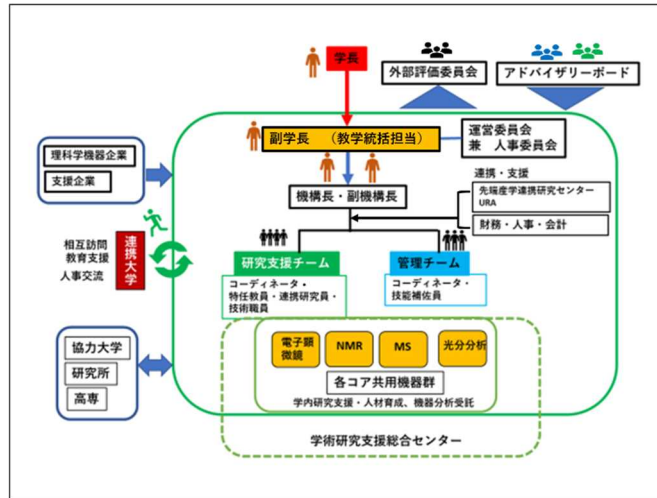 学長
外部評価委員会
アドバイザリーボード
副学長 （教学統括担当）
運営委員会
兼 人事委員会
理科学機器企業
支援企業
機構長・副機構長
連携・支援
先端産学連携研究センター
URA
財務・人事・会計
相互訪問
教育支援
人事交流
連携大学
研究支援チーム
コーディネータ・
特任教員・連携研究員・
技術職員
管理チーム
コーディネータ・
技能補佐員
協力大学
研究所
高専
電子顕
微鏡
NMR
MS
光分分析
各コア共用機器群
学内研究支援・人材育成、機器分析受託
学術研究支援総合センター